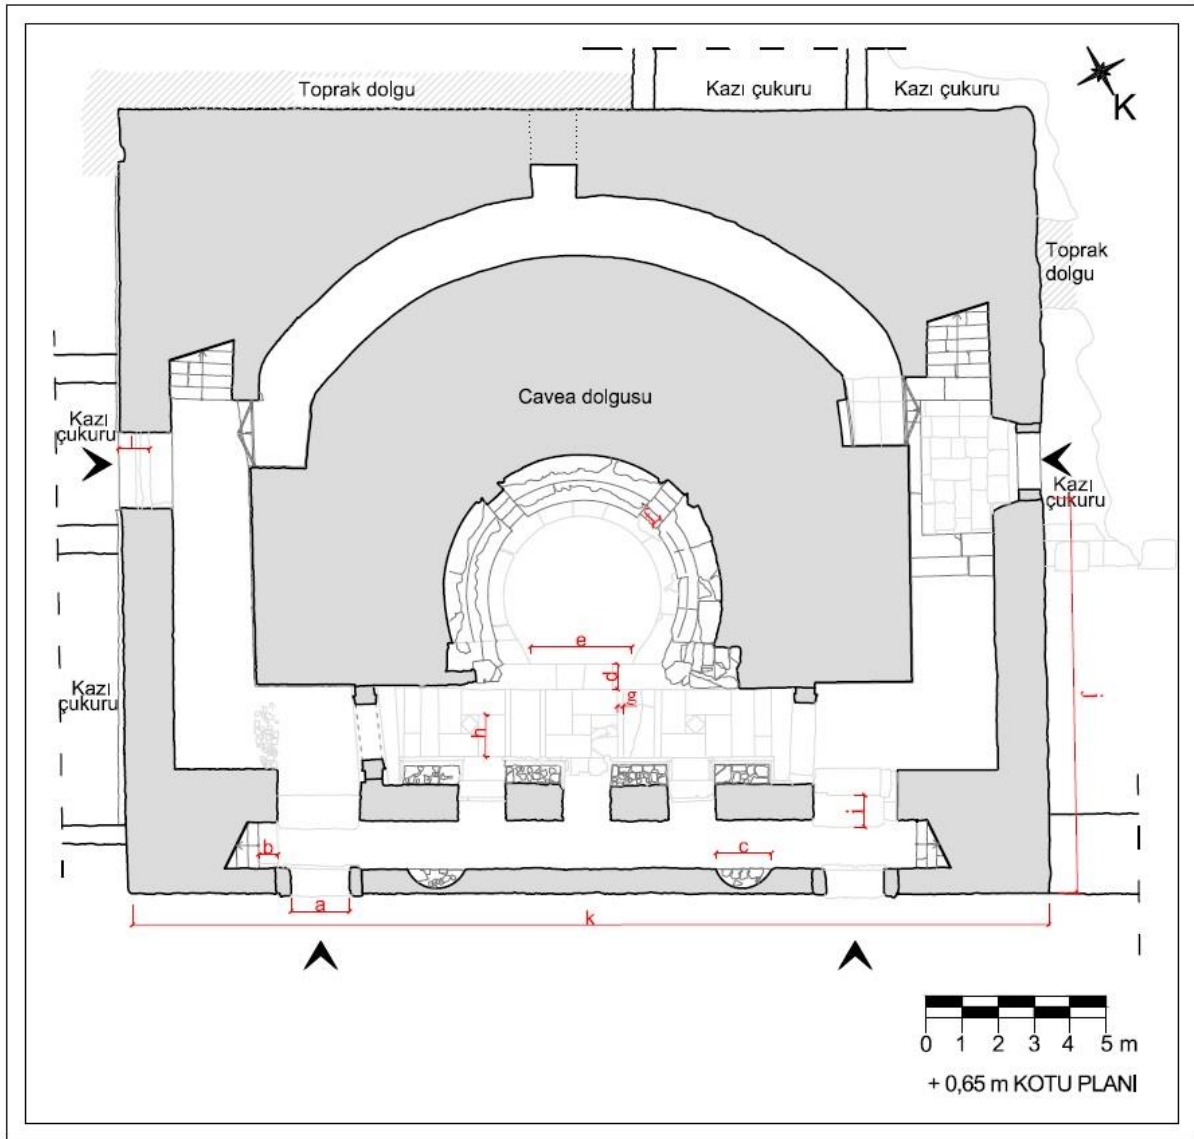 Toprak dolgu
Kazı çukuru
Kazı çukuru
K
Toprak
dolgu
Cavea dolgusu
Kazı
çukuru
l
Kazı
çukuru
f
e
d
g
h
j
Kazı
çukuru
i
b
c
a
k
0 1 2 3 4 5 m
+ 0,65 m KOTU PLANI